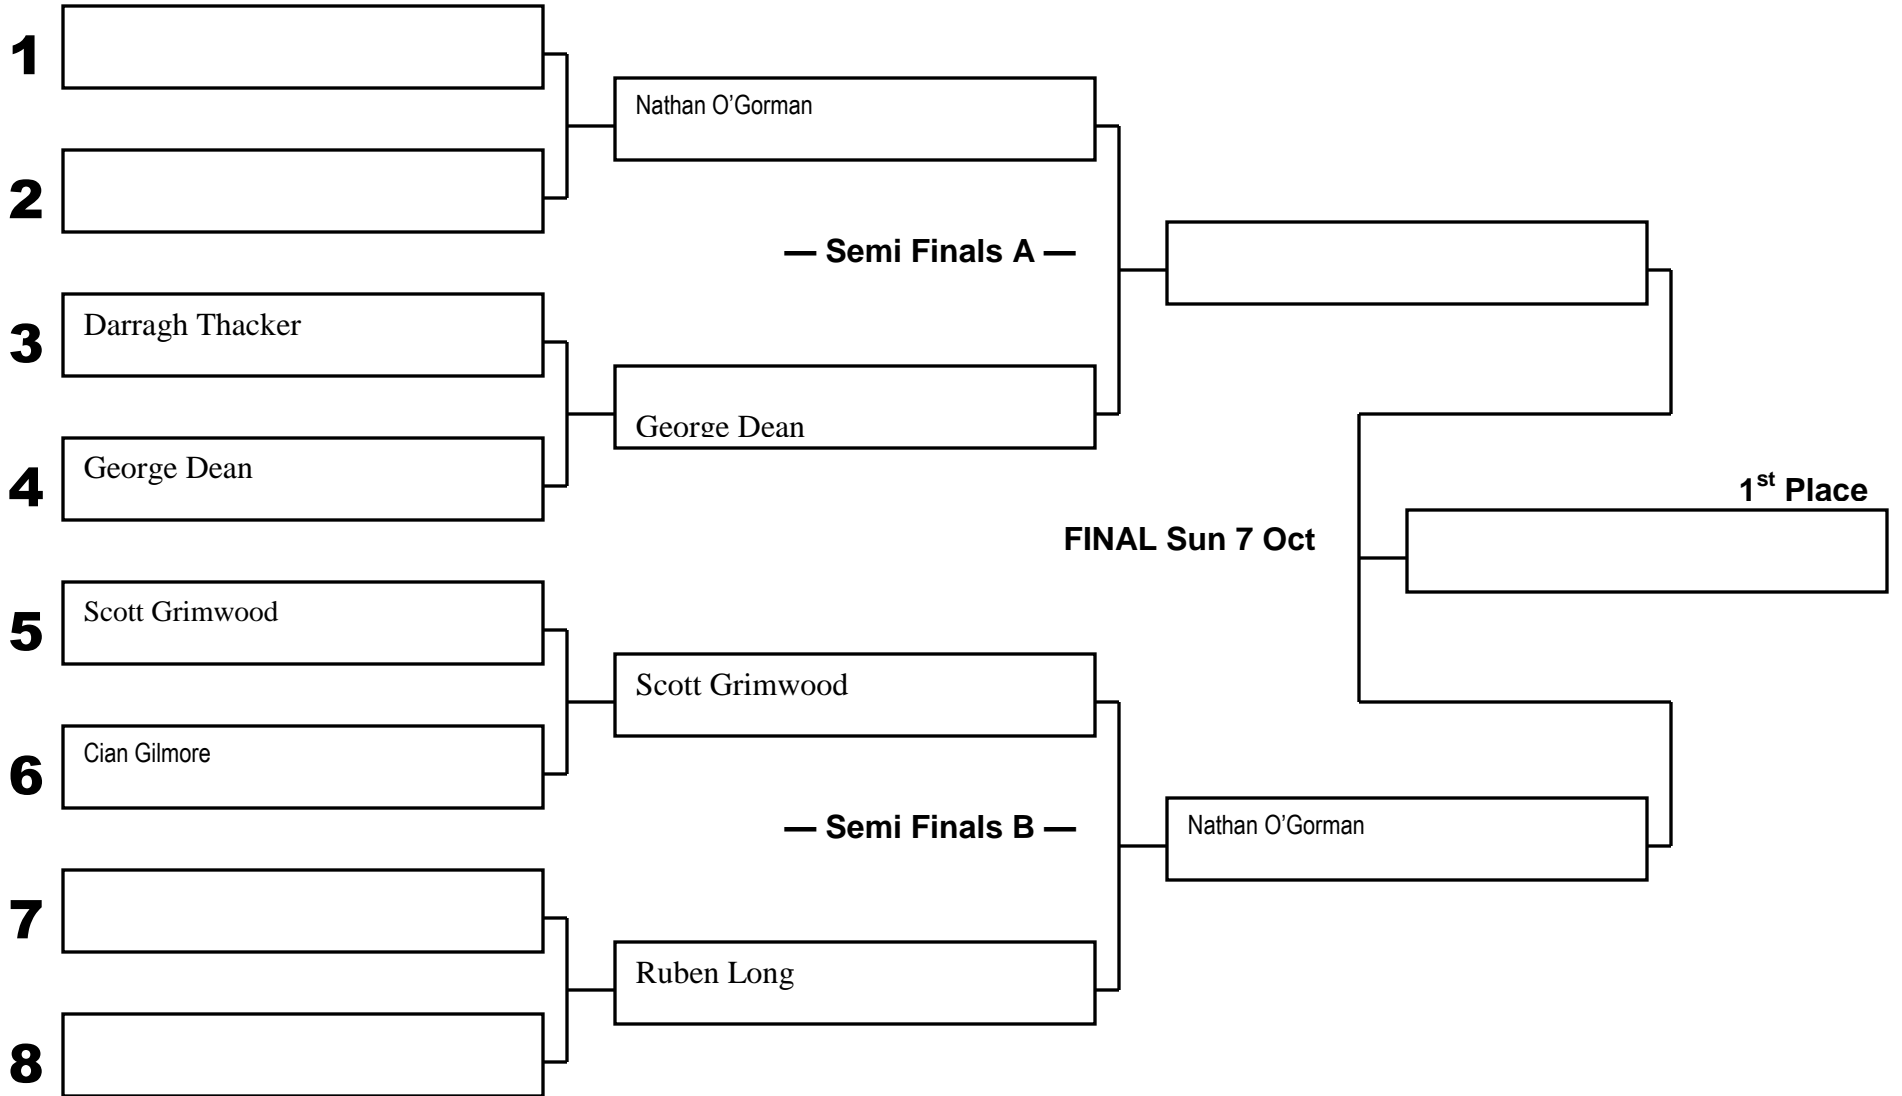 1
Nathan O'Gorman
2
— Semi Finals A —
3
Darragh Thacker
George Dean
4
George Dean
1st Place
FINAL Sun 7 Oct
5
Scott Grimwood
Scott Grimwood
6
Cian Gilmore
— Semi Finals B —
Nathan O'Gorman
7
Ruben Long
8